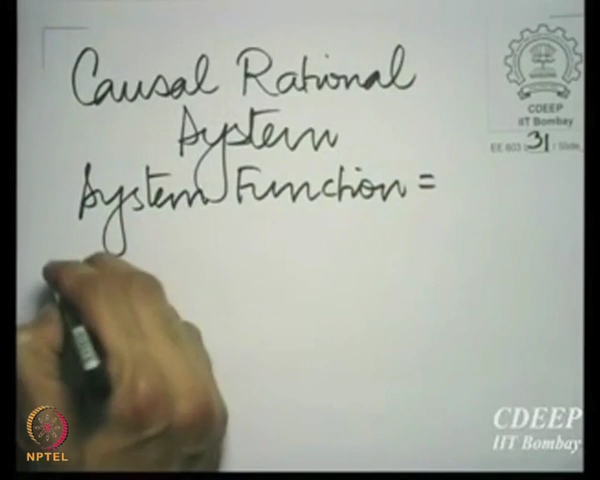 Causal Rational
System
System Function =
CDEEP
IIT Bombay
EE 603 L 31 / Slide
CDEEP
IIT Bombay
NPTEL